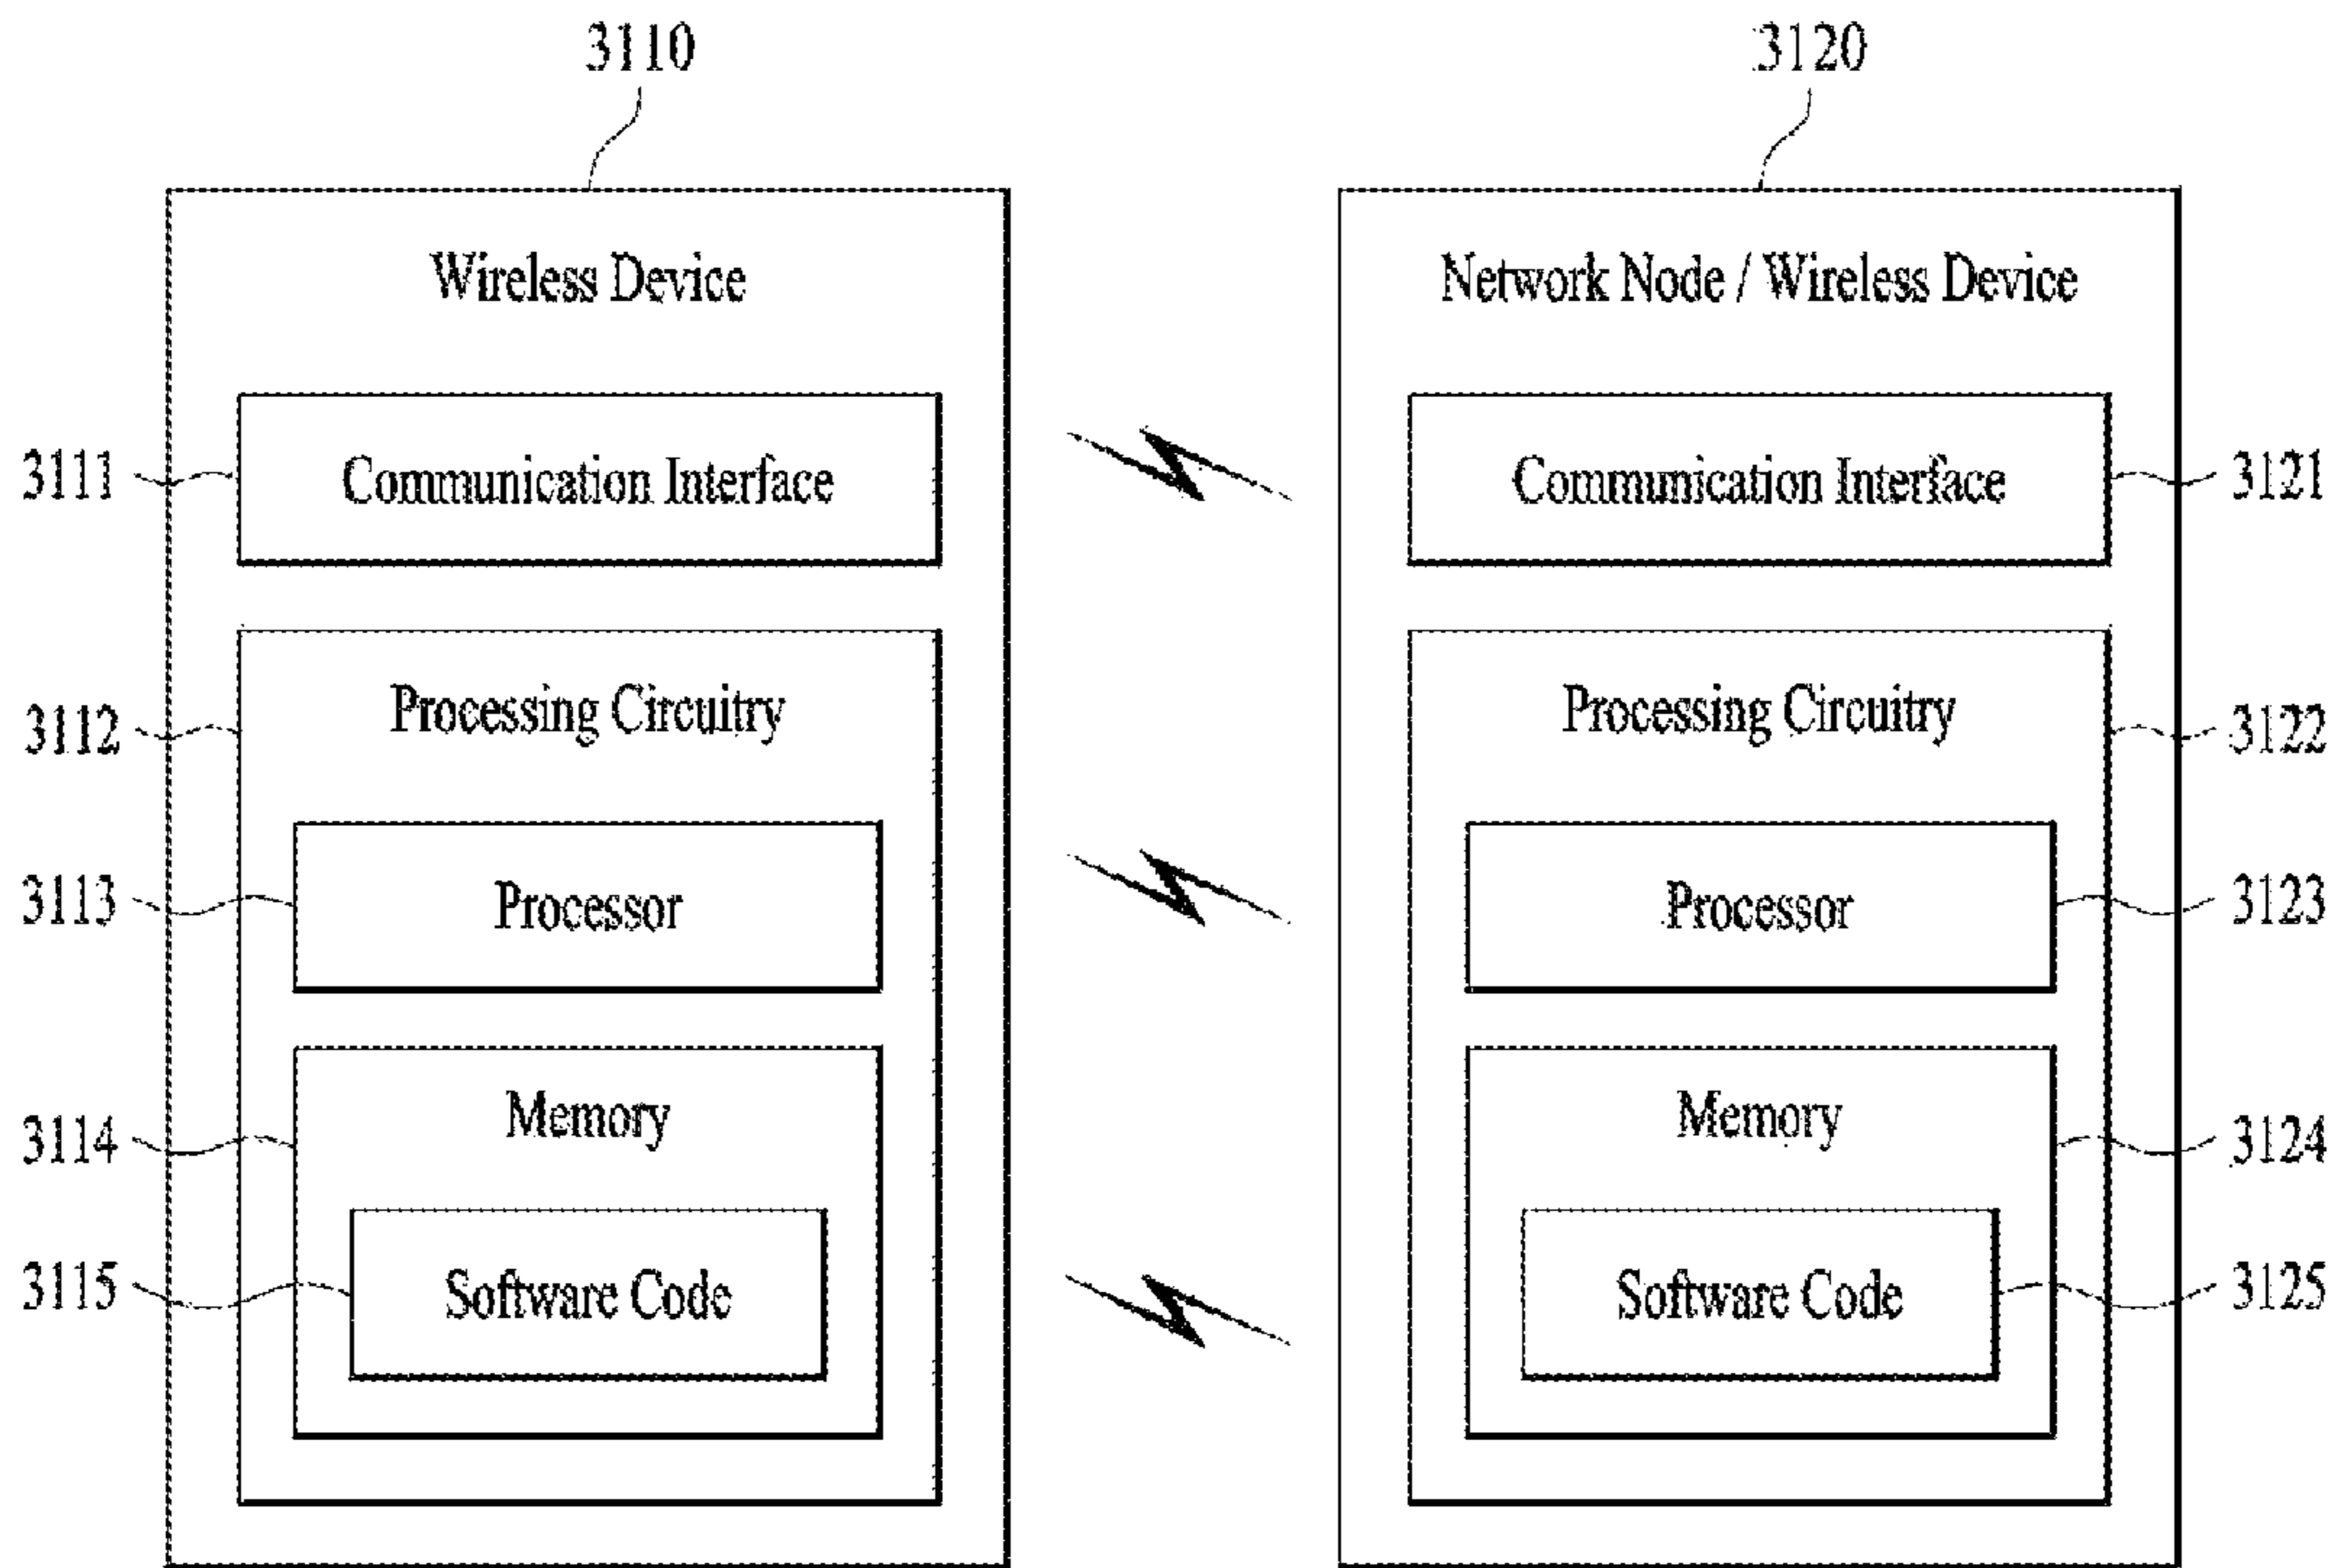 3110
3120
Wireless Device
Network Node / Wireless Device
3111
Communication Interface
Communication Interface
3121
3112
Processing Circuitry
Processing Circuitry
3122
3113
Processor
Processor
3123
3114
Memory
Memory
3124
3115
Software Code
Software Code
3125